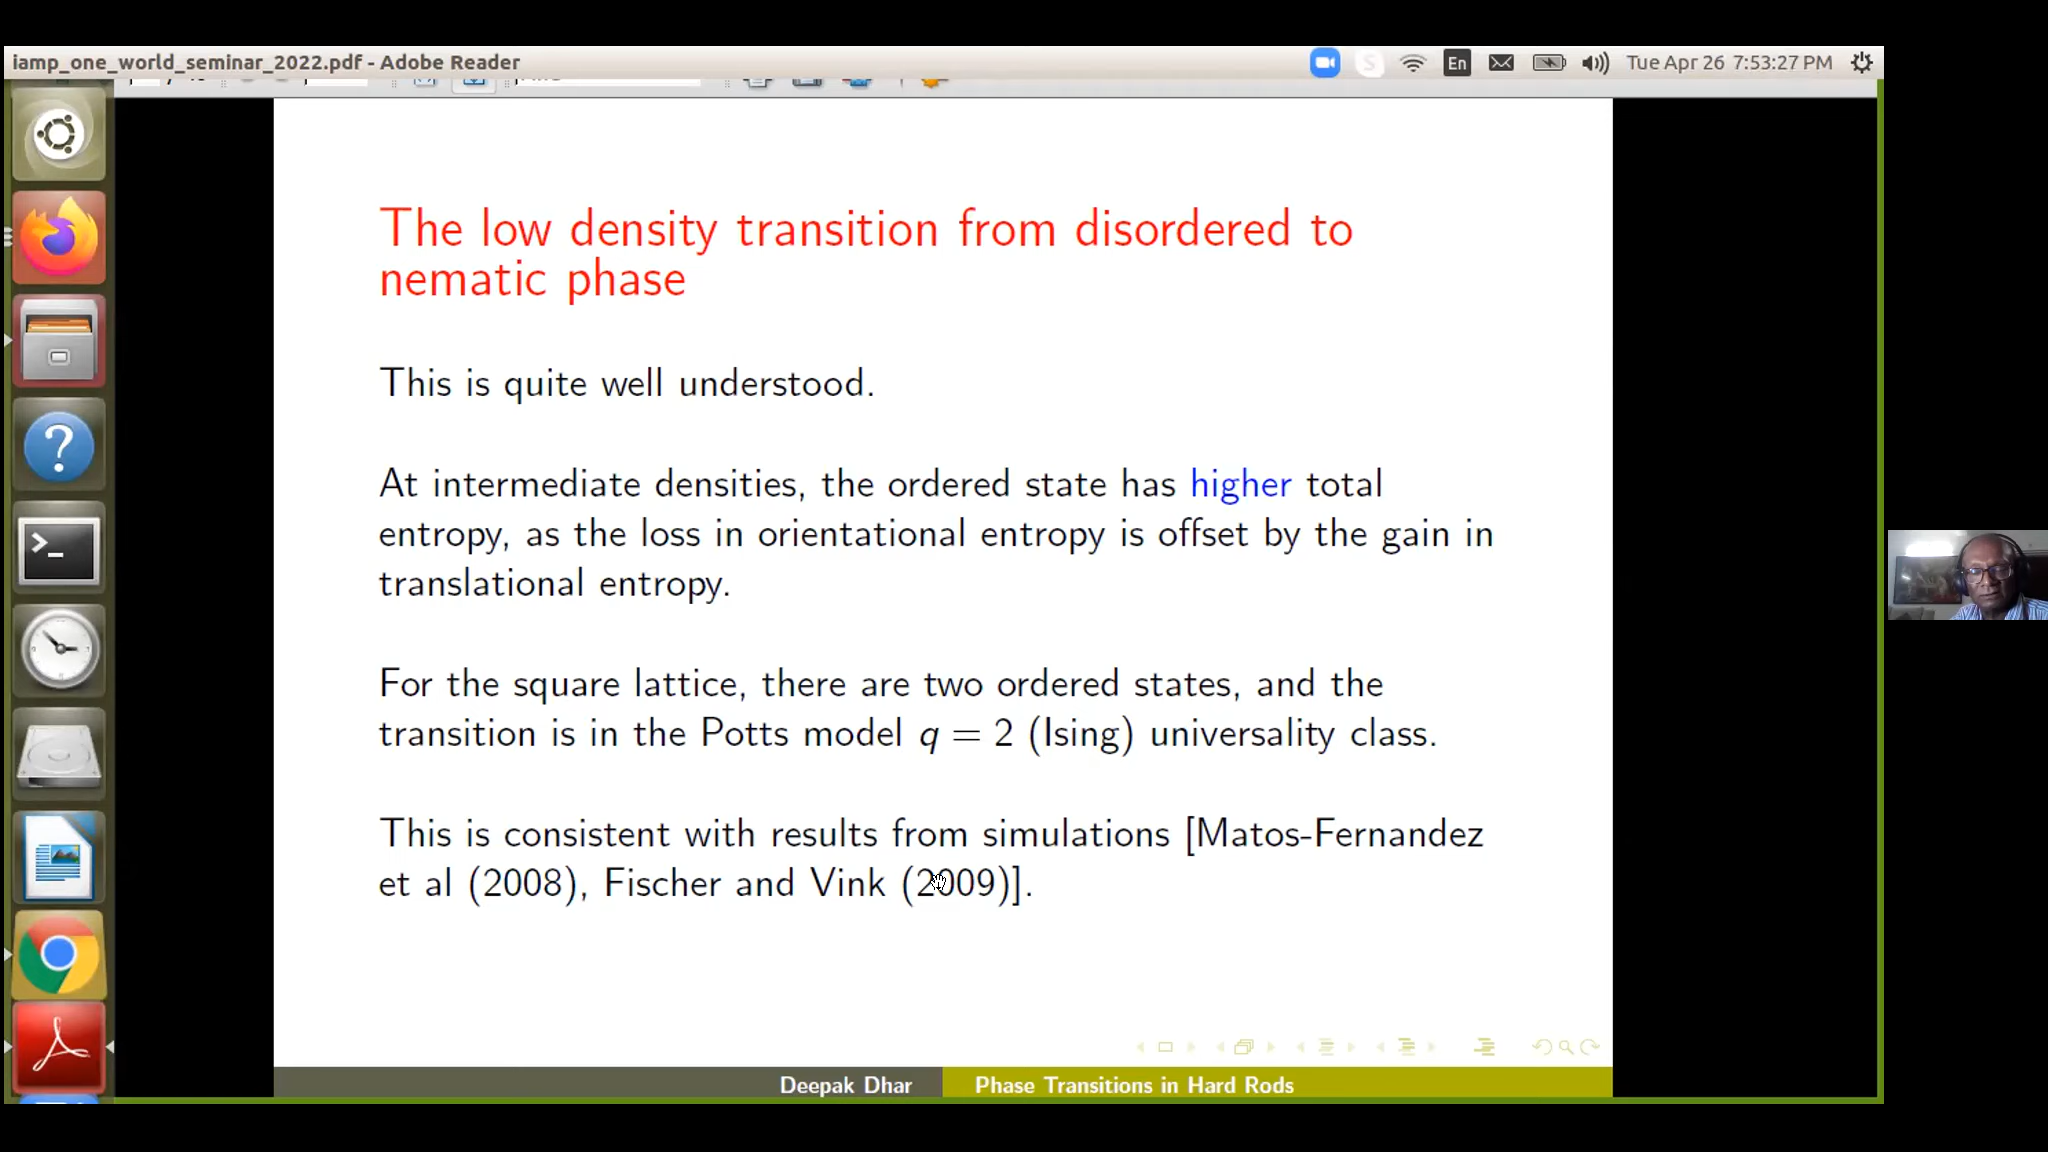 iamp_one_world_seminar_2022.pdf - Adobe Reader
En
Tue Apr 26 7:53:27 PM
The low density transition from disordered to
nematic phase
This is quite well understood.
At intermediate densities, the ordered state has higher total
entropy, as the loss in orientational entropy is offset by the gain in
translational entropy.
For the square lattice, there are two ordered states, and the
transition is in the Potts model q = 2 (Ising) universality class.
This is consistent with results from simulations [Matos-Fernandez
et al (2008), Fischer and Vink (2009)].
Deepak Dhar
Phase Transitions in Hard Rods